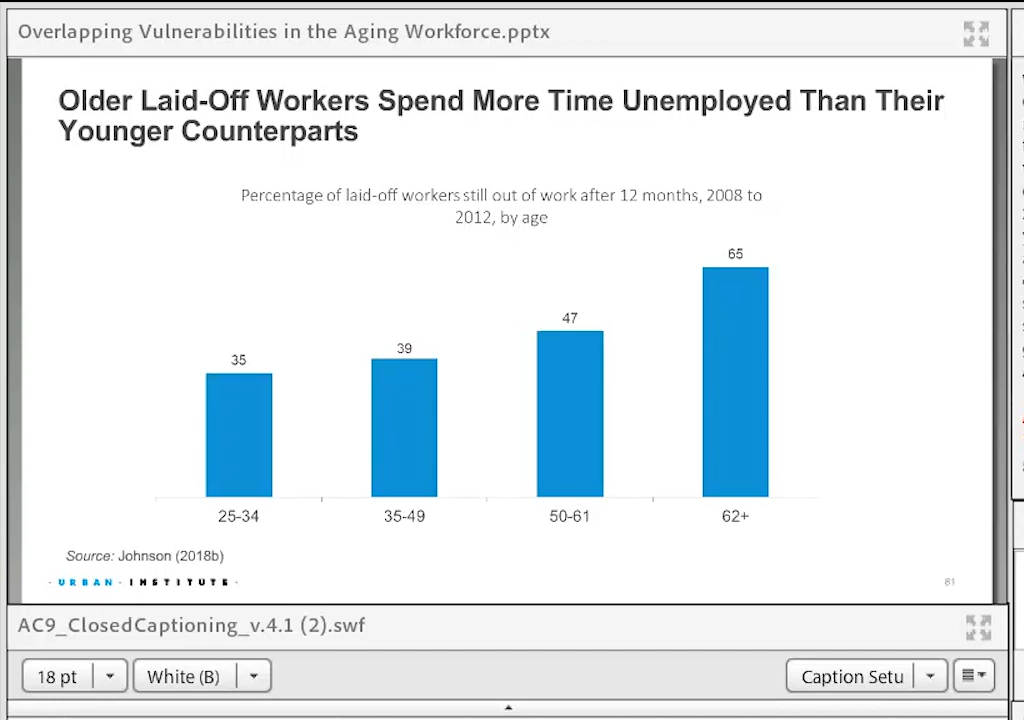 Overlapping Vulnerabilities in the Aging Workforce.pptx
Older Laid-Off Workers Spend More Time Unemployed Than Their
Younger Counterparts
Percentage of laid-off workers still out of work after 12 months, 2008 to
2012, by age
35
39
47
65
25-34
35-49
50-61
62+
Source: Johnson (2018b)
· URBAN · INSTITUTE ·
81
AC9_ClosedCaptioning_v.4.1 (2).swf
18 pt
White (B)
Caption Setu